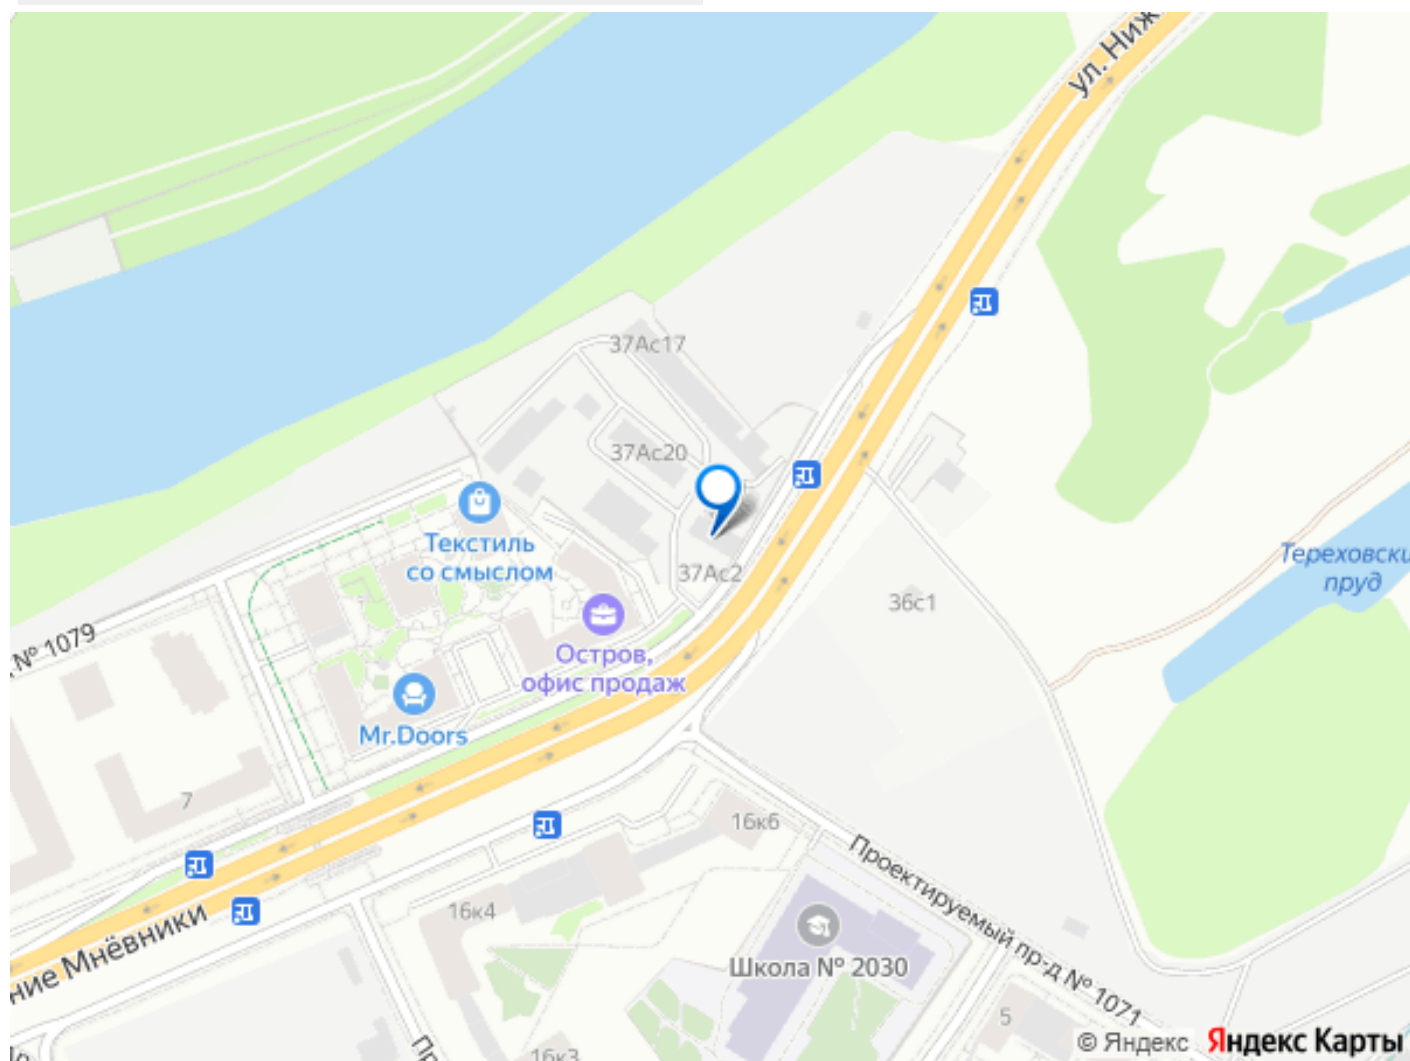 ул. Ниж
37Ас17
37Ас20
Текстиль
со смыслом
37Ас2
Тереховски
пруд
36с1
№ 1079
Остров,
офис продаж
Mr.Doors
7
16к6
Проектируемый пр-д № 1071
16к4
ние Мнёвники
Школа № 2030
5
Пр
16к3
© Яндекс Яндекс Карты